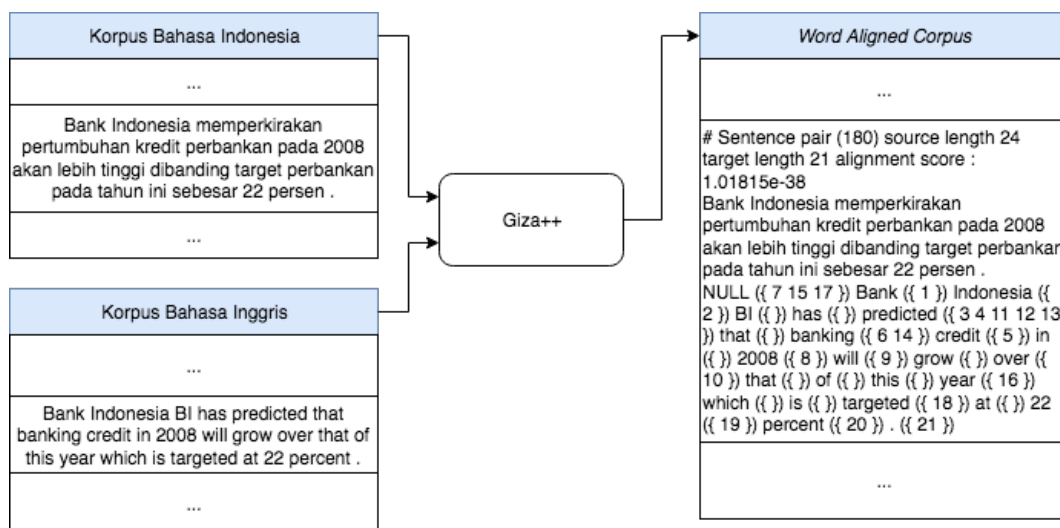 Korpus Bahasa Indonesia
...
Bank Indonesia memperkirakan
pertumbuhan kredit perbankan pada 2008
akan lebih tinggi dibanding target perbankan
pada tahun ini sebesar 22 persen .
...
Korpus Bahasa Inggris
...
Bank Indonesia BI has predicted that
banking credit in 2008 will grow over that of
this year which is targeted at 22 percent .
...
Giza++
Word Aligned Corpus
...
# Sentence pair (180) source length 24
target length 21 alignment score :
1.01815e-38
Bank Indonesia memperkirakan
pertumbuhan kredit perbankan pada 2008
akan lebih tinggi dibanding target perbankan
pada tahun ini sebesar 22 persen .
NULL ({ 7 15 17 }) Bank ({ 1 }) Indonesia ({
2 }) BI ({ }) has ({ }) predicted ({ 3 4 11 12 13
}) that ({ }) banking ({ 6 14 }) credit ({ 5 }) in
({ }) 2008 ({ 8 }) will ({ 9 }) grow ({ }) over ({
10 }) that ({ }) of ({ }) this ({ }) year ({ 16 })
which ({ }) is ({ }) targeted ({ 18 }) at ({ }) 22
({ 19 }) percent ({ 20 }) . ({ 21 })
...